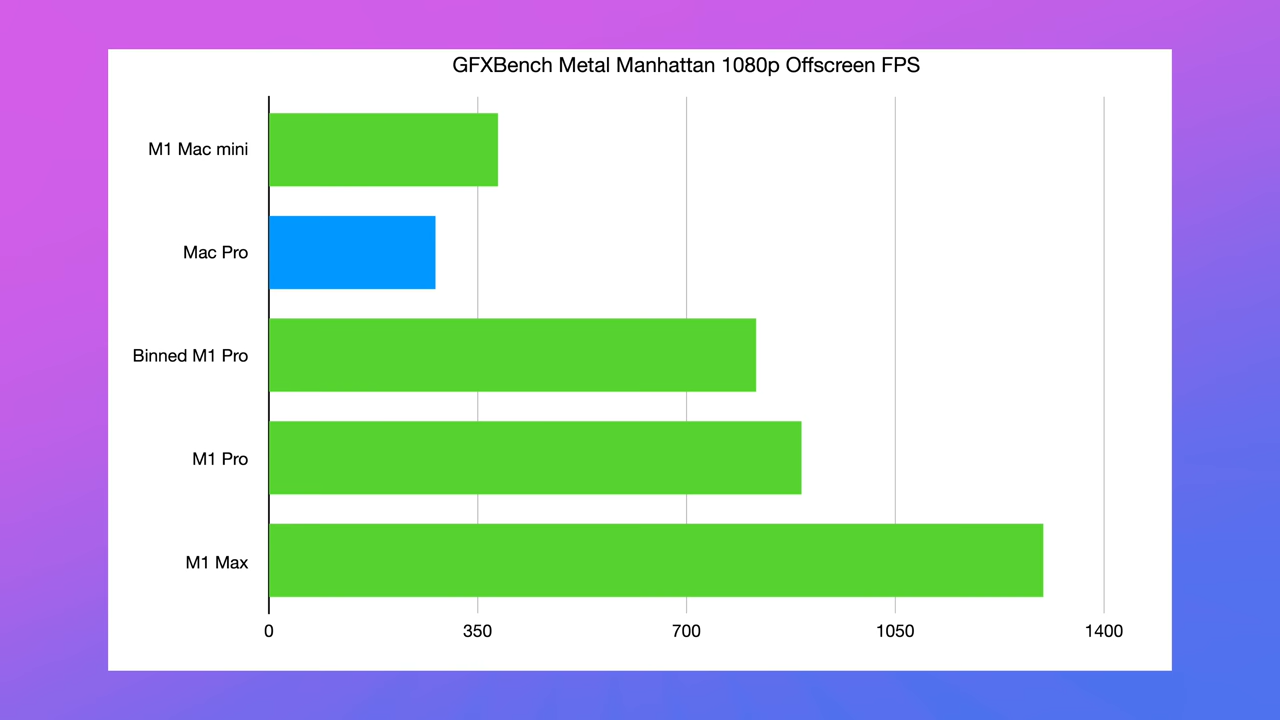 GFXBench Metal Manhattan 1080p Offscreen FPS
M1 Mac mini
Mac Pro
Binned M1 Pro
M1 Pro
M1 Max
0 350 700 1050 1400